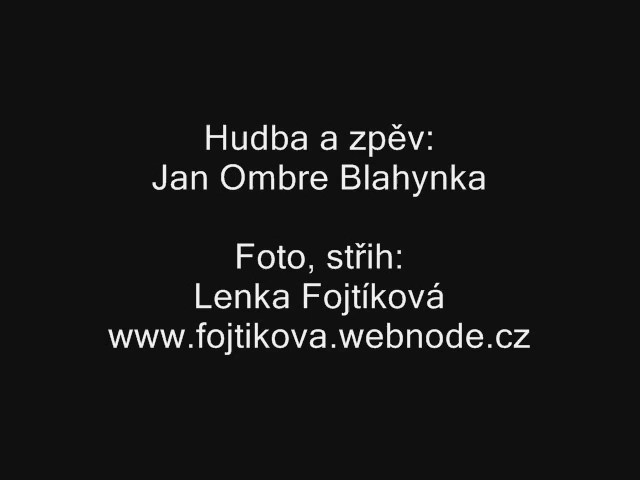 Hudba a zpěv:
Jan Ombre Blahynka
Foto, střih:
Lenka Fojtíková
www.fojtikova.webnode.cz